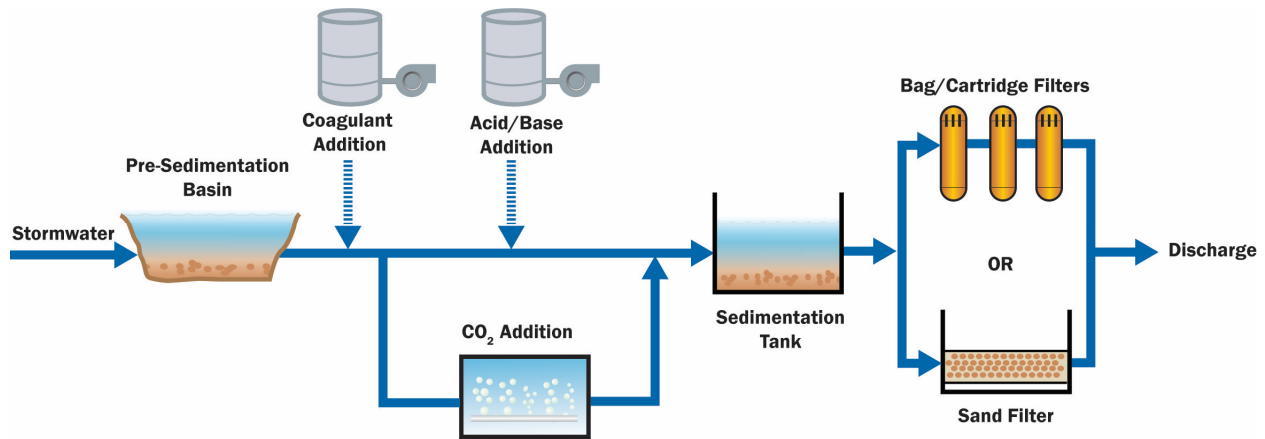 Stormwater
Pre-Sedimentation
Basin
Coagulant
Addition
Acid/Base
Addition
CO₂ Addition
Sedimentation
Tank
Bag/Cartridge Filters
OR
Sand Filter
Discharge